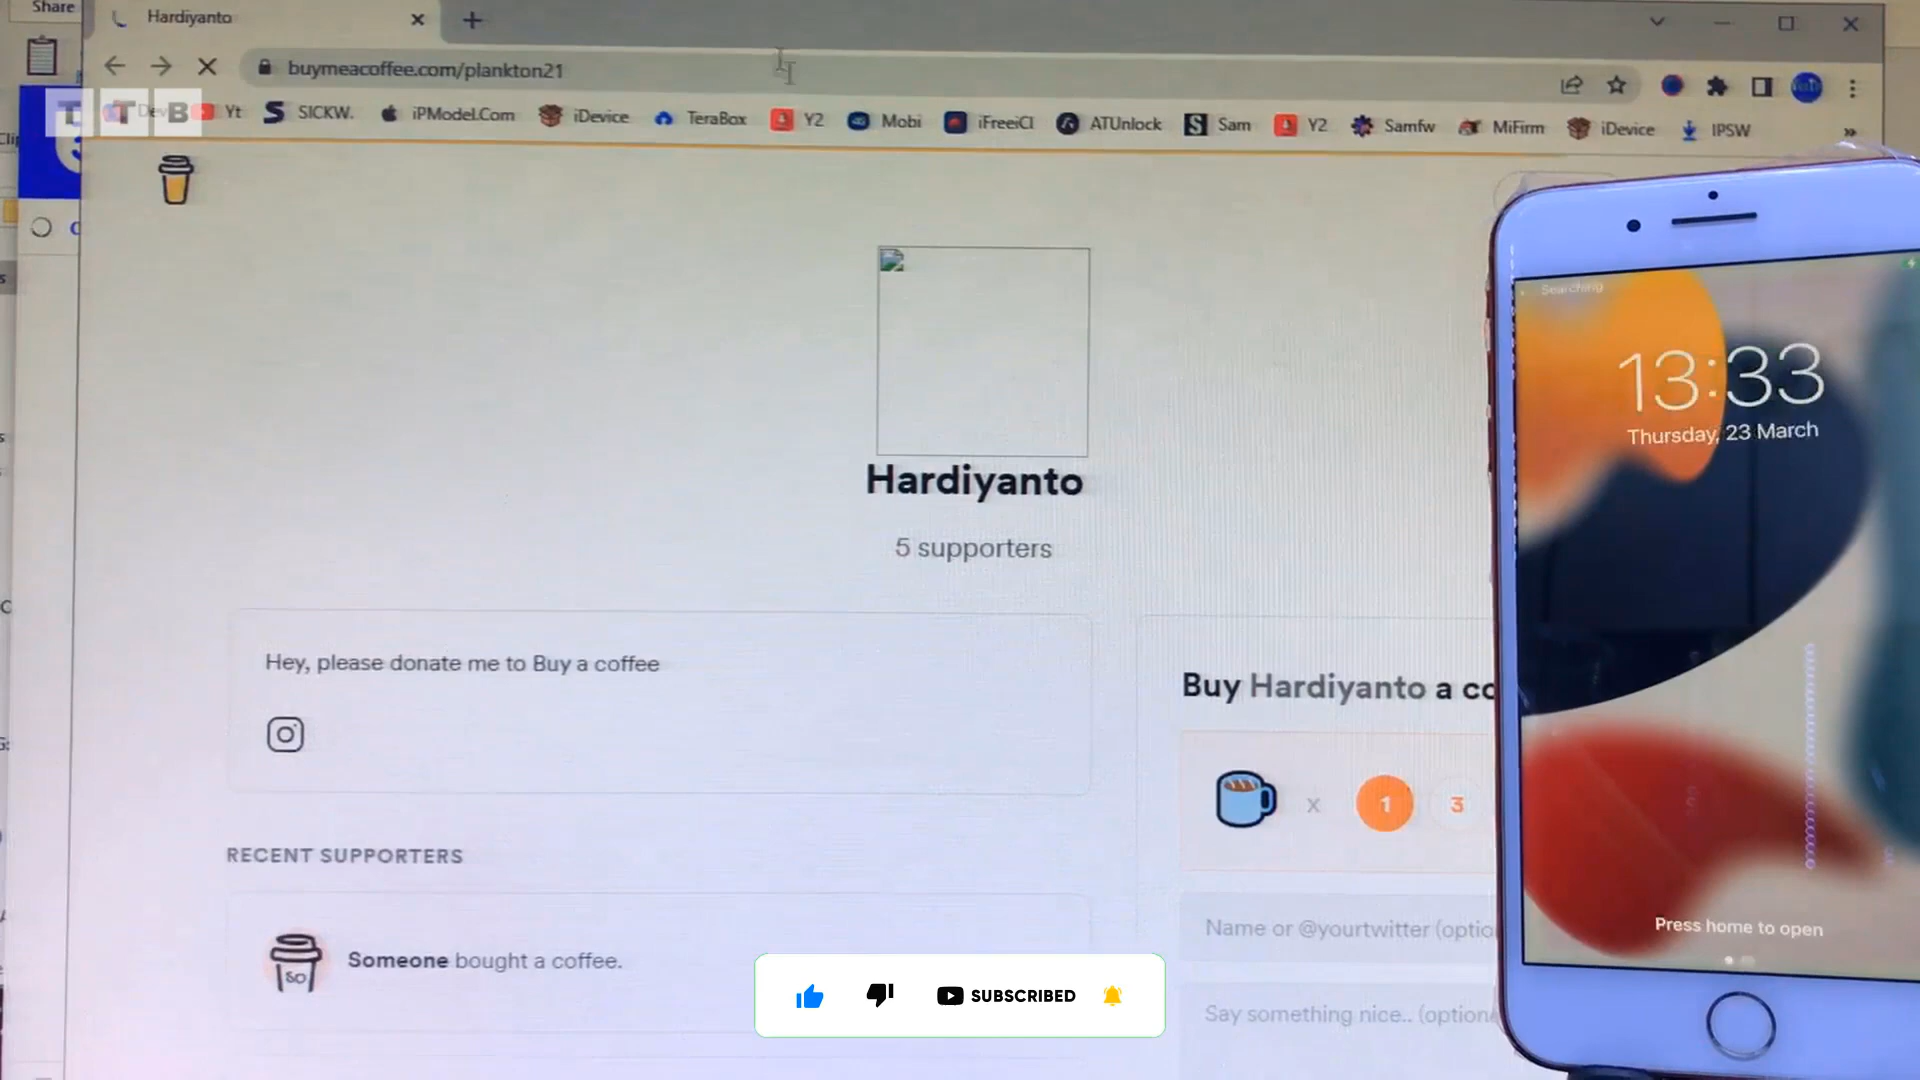 Share
Hardiyanto
buymeacoffee.com/plankton21
TTB
Yt
SICKW.
iPModel.Com
iDevice
TeraBox
Y2
Mobi
iFreeiCl
ATUnlock
Sam
Y2
Samfw
MiFirm
iDevice
IPSW
Hardiyanto
5 supporters
Hey, please donate me to Buy a coffee
Buy Hardiyanto a co
x 1 3
RECENT SUPPORTERS
Someone bought a coffee.
Name or @yourtwitter (optio
Say something nice.. (optiona
SUBSCRIBED
Searching
13:33
Thursday, 23 March
Press home to open